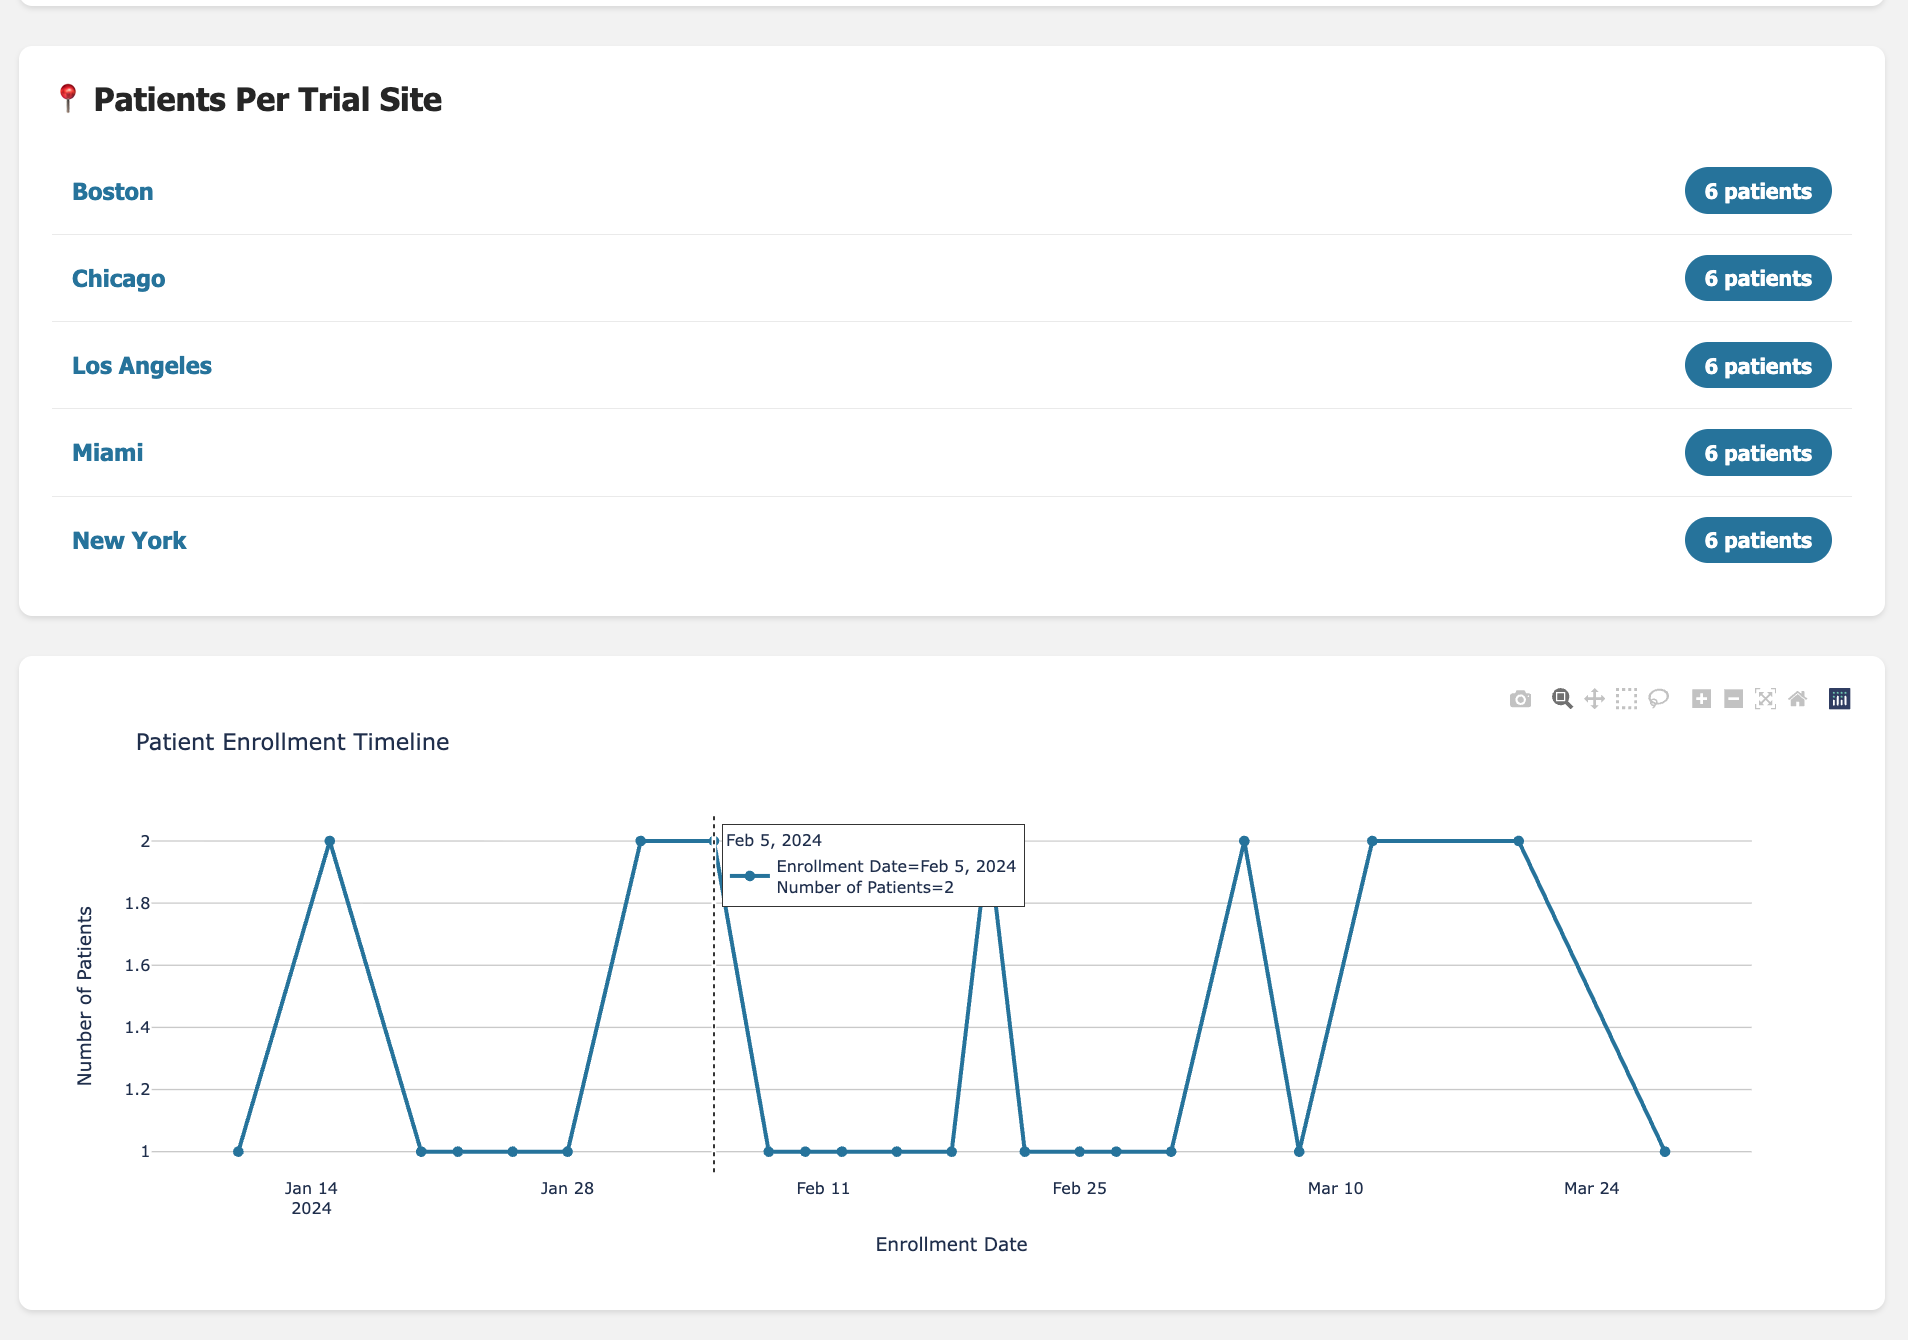 Patients Per Trial Site
Boston
6 patients
Chicago
6 patients
Los Angeles
6 patients
Miami
6 patients
New York
6 patients
Patient Enrollment Timeline
Feb 5, 2024
Enrollment Date=Feb 5, 2024
Number of Patients=2
2
1.8
1.6
1.4
1.2
1
Number of Patients
Jan 14
2024
Jan 28
Feb 11
Feb 25
Mar 10
Mar 24
Enrollment Date